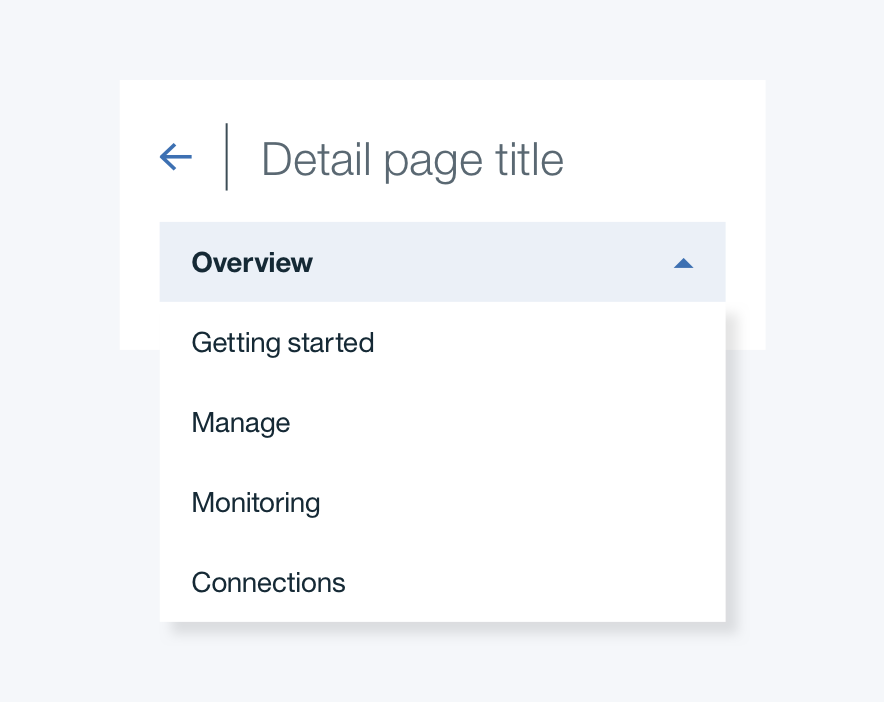 Detail page title
Overview
Getting started
Manage
Monitoring
Connections